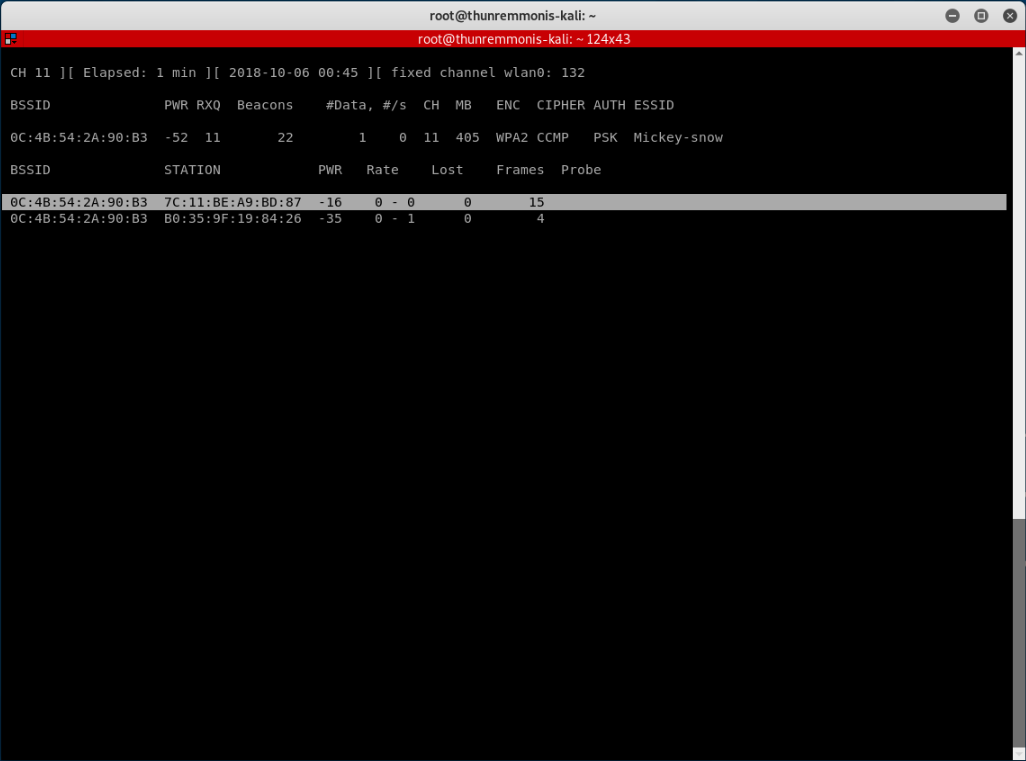 root@thunremmonis-kali: ~
root@thunremmonis-kali: ~ 124x43
CH 11 ][ Elapsed: 1 min ][ 2018-10-06 00:45 ][ fixed channel wlan0: 132
BSSID PWR RXQ Beacons #Data, #/s CH MB ENC CIPHER AUTH ESSID
0C:4B:54:2A:90:B3 -52 11 22 1 0 11 405 WPA2 CCMP PSK Mickey-snow
BSSID STATION PWR Rate Lost Frames Probe
0C:4B:54:2A:90:B3 7C:11:BE:A9:BD:87 -16 0 - 0 0 15
0C:4B:54:2A:90:B3 B0:35:9F:19:84:26 -35 0 - 1 0 4